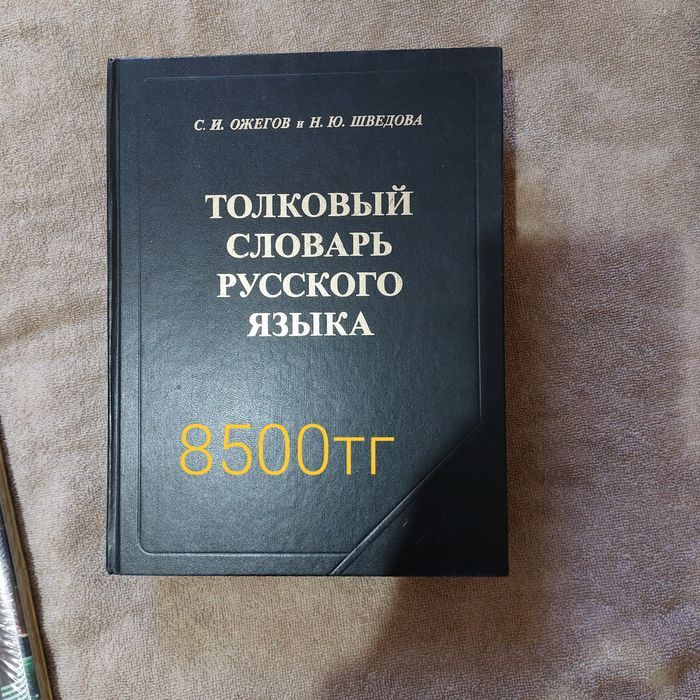 С. И. ОЖЕГОВ и Н. Ю. ШВЕДОВА
ТОЛКОВЫЙ
СЛОВАРЬ
РУССКОГО
ЯЗЫКА
8500тг